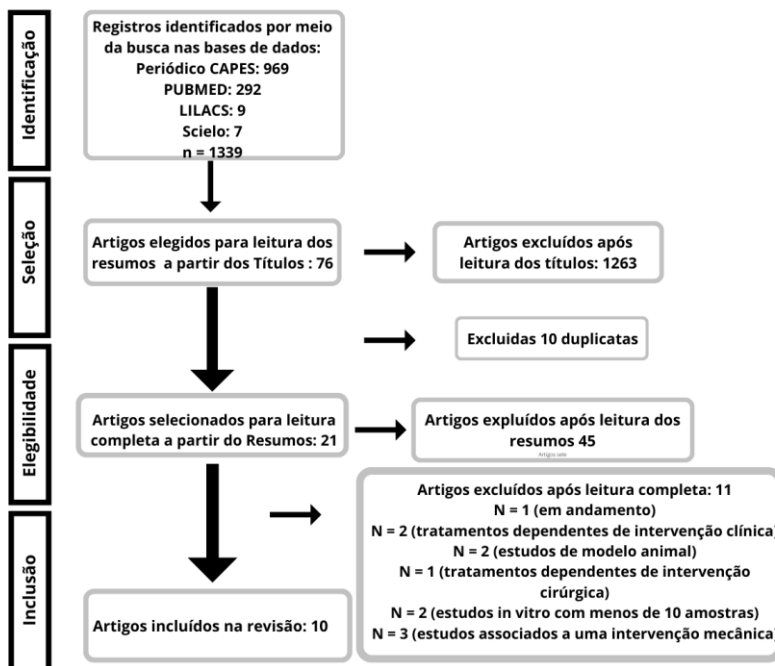 Identificação
Registros identificados por meio
da busca nas bases de dados:
Periódico CAPES: 969
PUBMED: 292
LILACS: 9
Scielo: 7
n = 1339
Seleção
Artigos elegidos para leitura dos
resumos a partir dos Títulos : 76
Artigos excluídos após
leitura dos títulos: 1263
Excluidas 10 duplicatas
Elegibilidade
Artigos selecionados para leitura
completa a partir do Resumos: 21
Artigos expluídos após leitura dos
resumos 45
Artigos sele
Inclusão
Artigos excluídos após leitura completa: 11
N = 1 (em andamento)
N = 2 (tratamentos dependentes de intervenção clínica)
N = 2 (estudos de modelo animal)
N = 1 (tratamentos dependentes de intervenção
cirúrgica)
N = 2 (estudos in vitro com menos de 10 amostras)
N = 3 (estudos associados a uma intervenção mecânica)
Artigos incluídos na revisão: 10